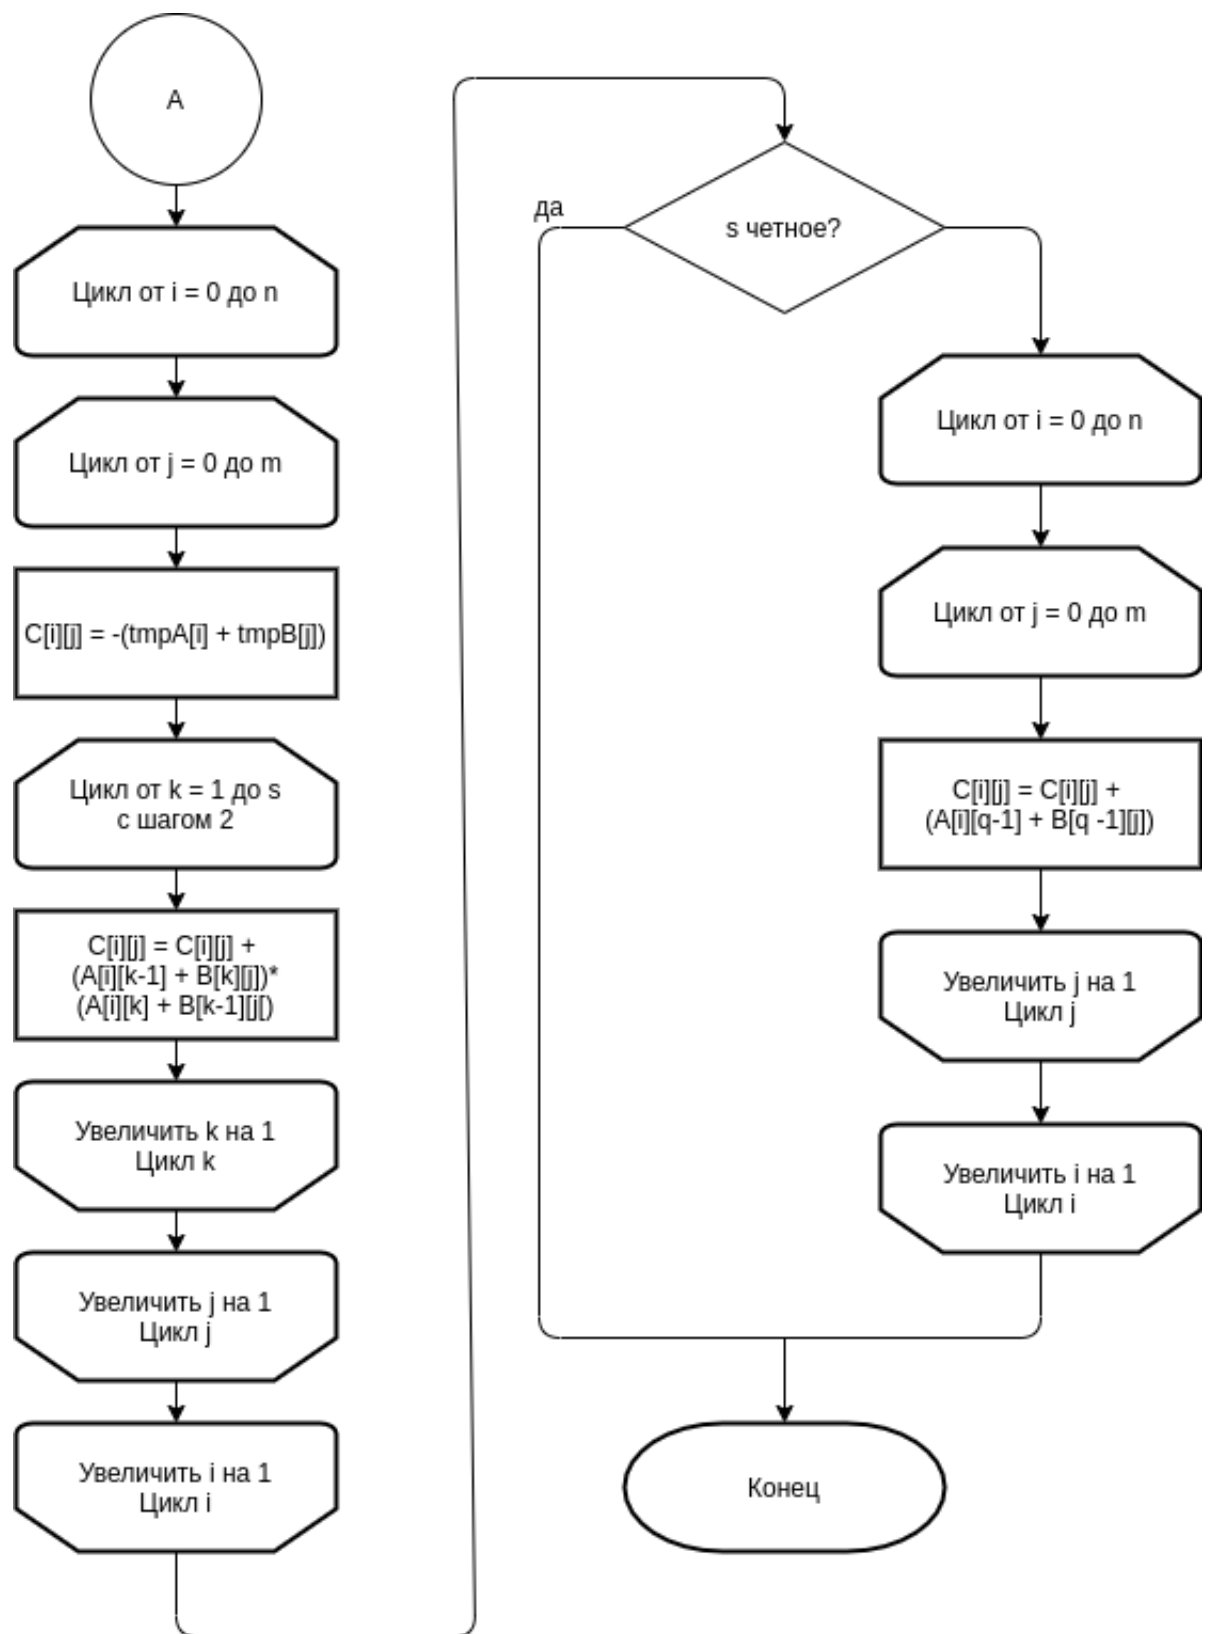 A
Цикл от i = 0 до n
Цикл от j = 0 до m
C[i][j] = -(tmpA[i] + tmpB[j])
Цикл от k = 1 до s
с шагом 2
C[i][j] = C[i][j] +
(A[i][k-1] + B[k][j])*
(A[i][k] + B[k-1][j[)
Увеличить k на 1
Цикл k
Увеличить j на 1
Цикл j
Увеличить i на 1
Цикл i
s четное?
да
Цикл от i = 0 до n
Цикл от j = 0 до m
C[i][j] = C[i][j] +
(A[i][q-1] + B[q -1][j])
Увеличить j на 1
Цикл j
Увеличить i на 1
Цикл i
Конец